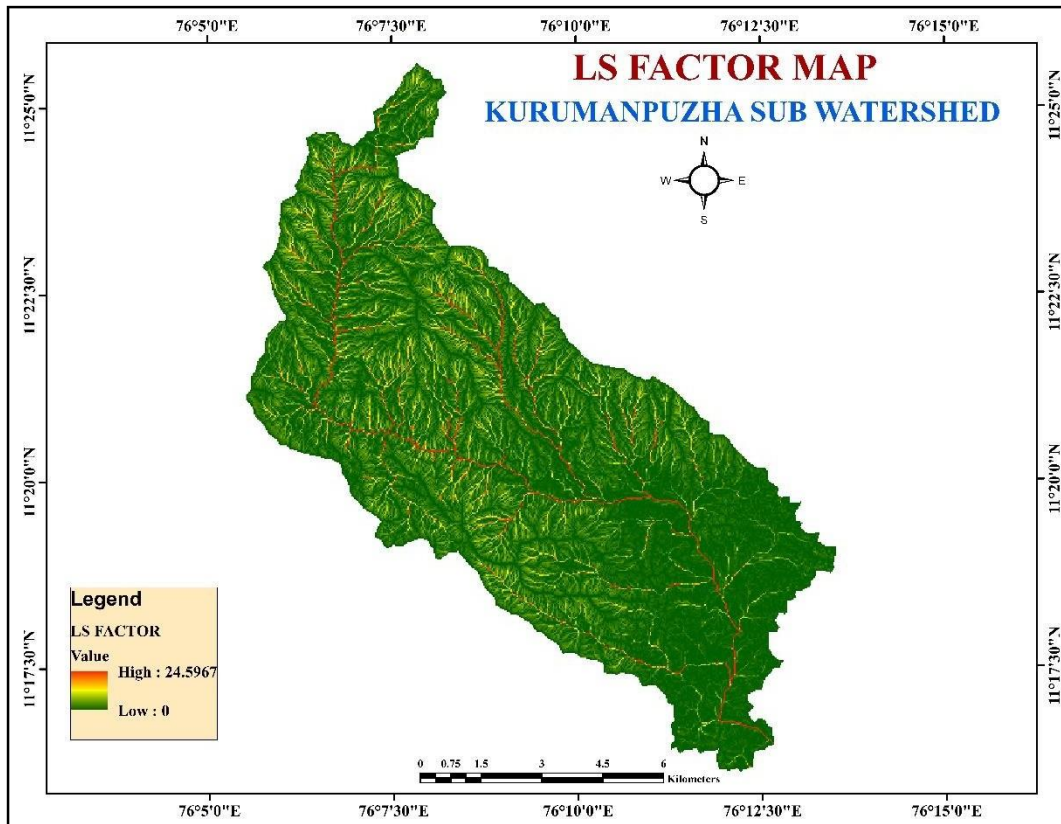 76°5'0"E 76°7'30"E 76°10'0"E 76°12'30"E 76°15'0"E
LS FACTOR MAP
KURUMANPUZHA SUB WATERSHED
N
W E
S
11°25'0"N 11°25'0"N
11°22'30"N 11°22'30"N
11°20'0"N 11°20'0"N
11°17'30"N 11°17'30"N
Legend
LS FACTOR
Value
High : 24.5967
Low : 0
0 0.75 1.5 3 4.5 6
Kilometers
76°5'0"E 76°7'30"E 76°10'0"E 76°12'30"E 76°15'0"E